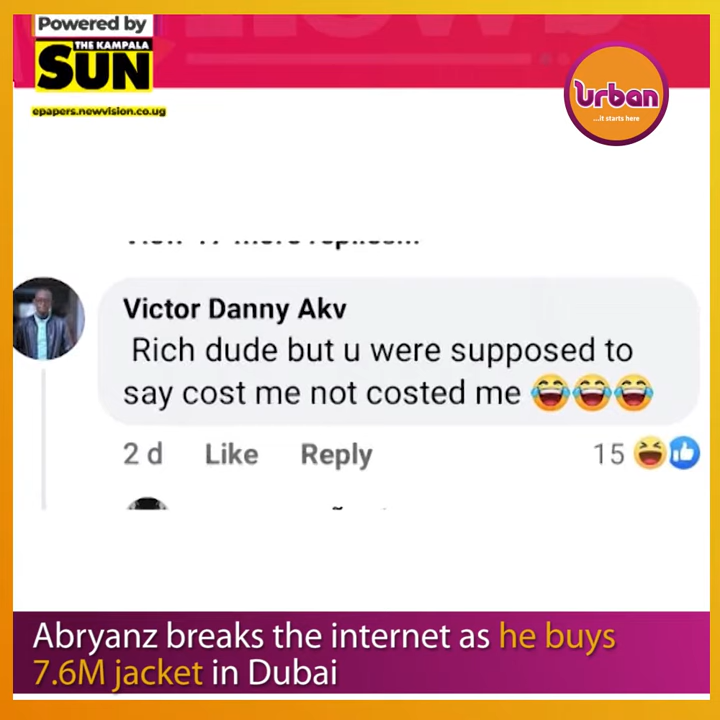 Powered by
THE KAMPALA
SUN
epapers.newvision.co.ug
Urban
...it starts here
Victor Danny Akv
Rich dude but u were supposed to
say cost me not costed me 😂😂😂
2 d Like Reply 15
Abryanz breaks the internet as he buys
7.6M jacket in Dubai